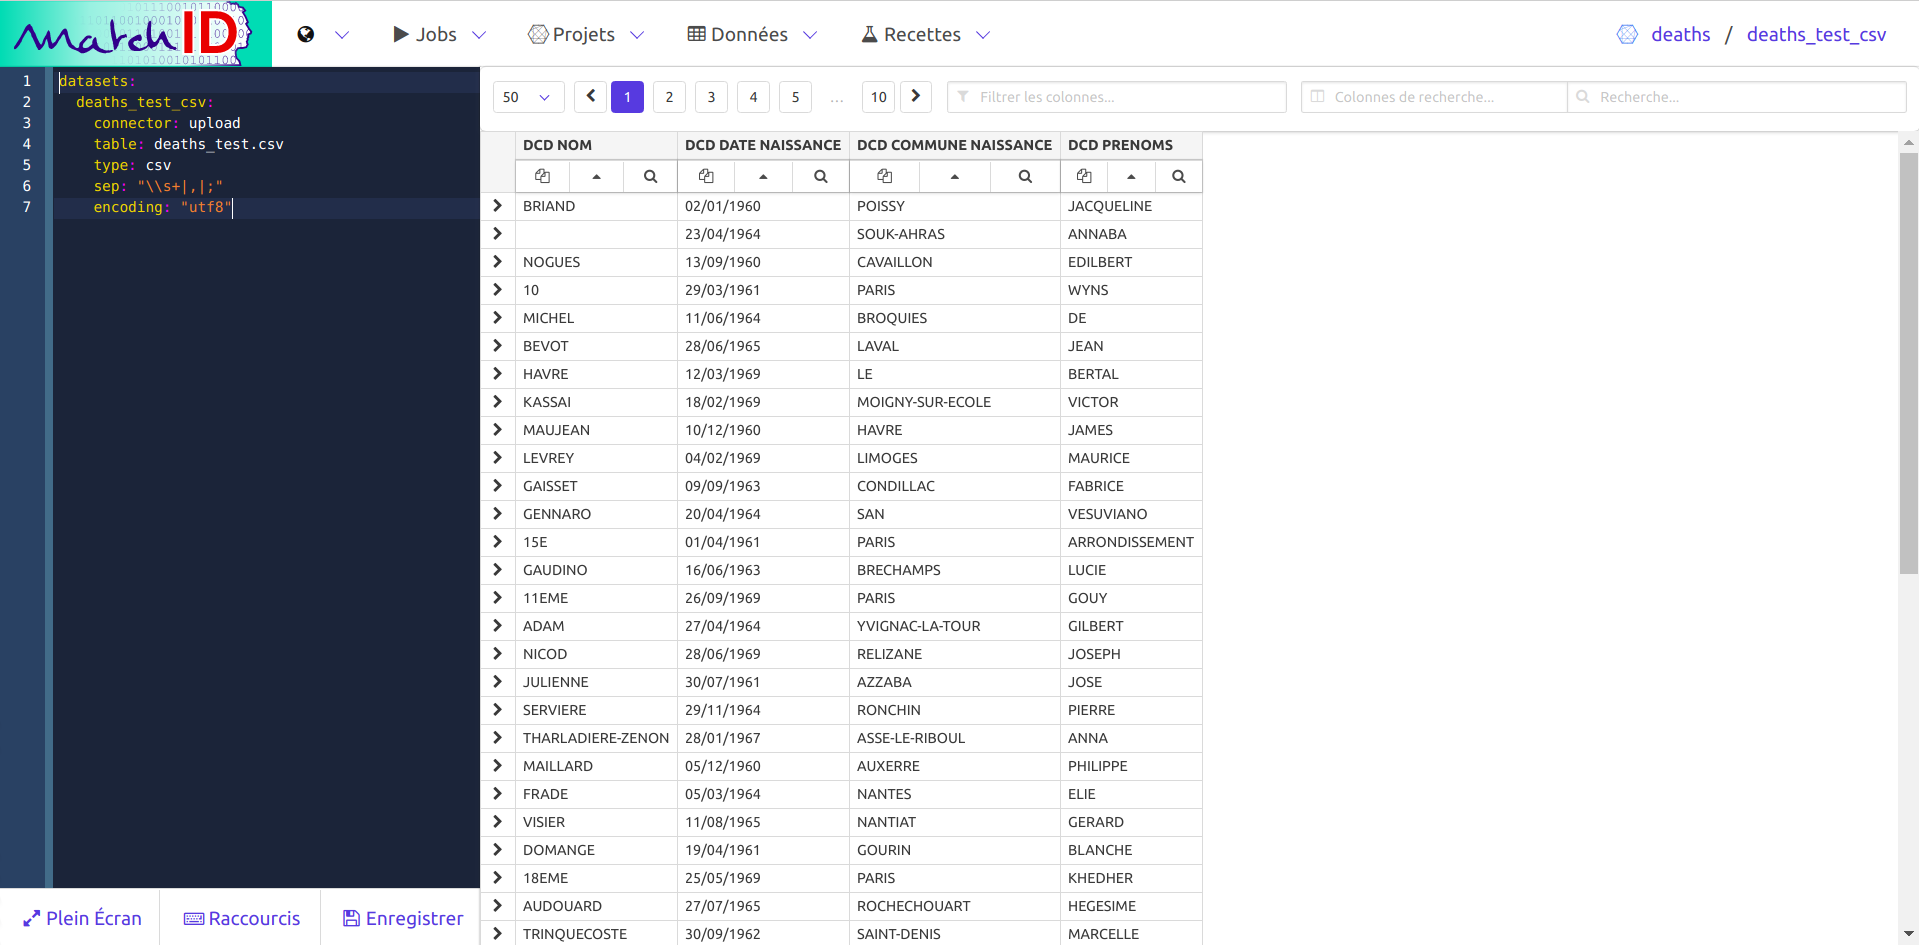 matchID
Jobs
Projets
Données
Recettes
deaths / deaths_test_csv
1 datasets:
2 deaths_test_csv:
3 connector: upload
4 table: deaths_test.csv
5 type: csv
6 sep: "\\s+|,|;"
7 encoding: "utf8"
50 1 2 3 4 5 ... 10
Filtrer les colonnes...
Colonnes de recherche...
Recherche...
DCD NOM DCD DATE NAISSANCE DCD COMMUNE NAISSANCE DCD PRENOMS
BRIAND 02/01/1960 POISSY JACQUELINE
23/04/1964 SOUK-AHRAS ANNABA
NOGUES 13/09/1960 CAVAILLON EDILBERT
10 29/03/1961 PARIS WYNS
MICHEL 11/06/1964 BROQUIES DE
BEVOT 28/06/1965 LAVAL JEAN
HAVRE 12/03/1969 LE BERTAL
KASSAI 18/02/1969 MOIGNY-SUR-ECOLE VICTOR
MAUJEAN 10/12/1960 HAVRE JAMES
LEVREY 04/02/1969 LIMOGES MAURICE
GAISSET 09/09/1963 CONDILLAC FABRICE
GENNARO 20/04/1964 SAN VESUVIANO
15E 01/04/1961 PARIS ARRONDISSEMENT
GAUDINO 16/06/1963 BRECHAMPS LUCIE
11EME 26/09/1969 PARIS GOUY
ADAM 27/04/1964 YVIGNAC-LA-TOUR GILBERT
NICOD 28/06/1969 RELIZANE JOSEPH
JULIENNE 30/07/1961 AZZABA JOSE
SERVIERE 29/11/1964 RONCHIN PIERRE
THARLADIERE-ZENON 28/01/1967 ASSE-LE-RIBOUL ANNA
MAILLARD 05/12/1960 AUXERRE PHILIPPE
FRADE 05/03/1964 NANTES ELIE
VISIER 11/08/1965 NANTIAT GERARD
DOMANGE 19/04/1961 GOURIN BLANCHE
18EME 25/05/1969 PARIS KHEDHER
AUDOUARD 27/07/1965 ROCHECHOUART HEGESIME
TRINQUECOSTE 30/09/1962 SAINT-DENIS MARCELLE
Plein Écran
Raccourcis
Enregistrer